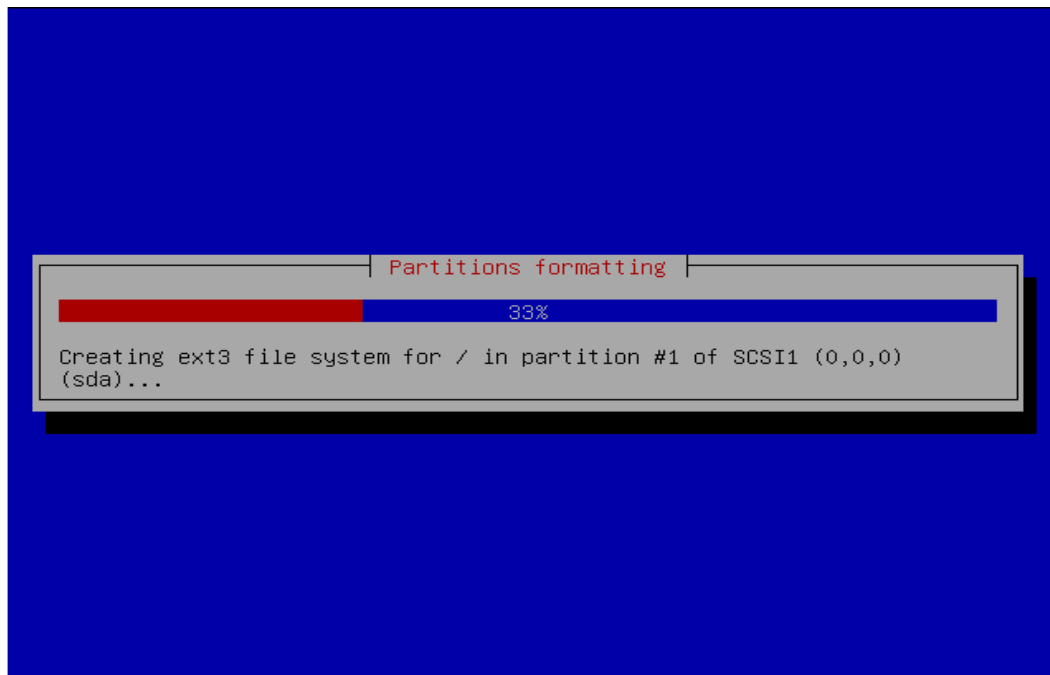 Partitions formatting
33%
Creating ext3 file system for / in partition #1 of SCSI1 (0,0,0)
(sda)...